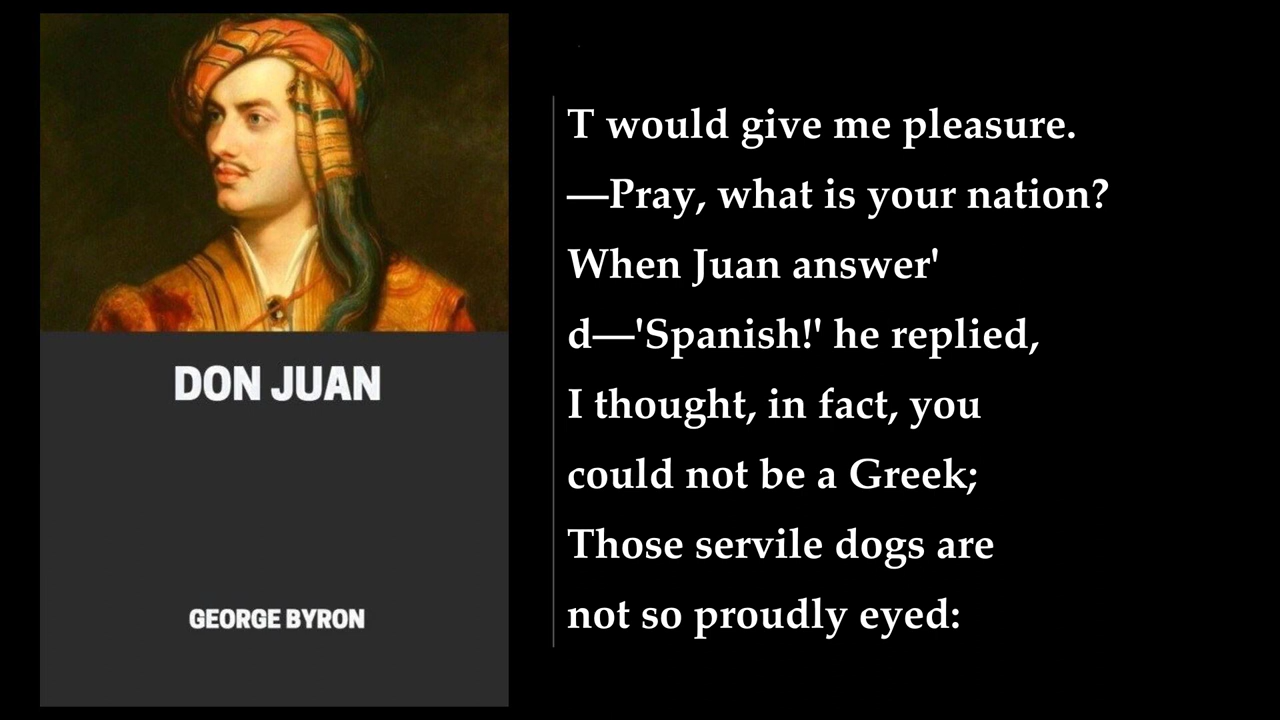 DON JUAN
GEORGE BYRON
T would give me pleasure.
—Pray, what is your nation?
When Juan answer'
d—'Spanish!' he replied,
I thought, in fact, you
could not be a Greek;
Those servile dogs are
not so proudly eyed: